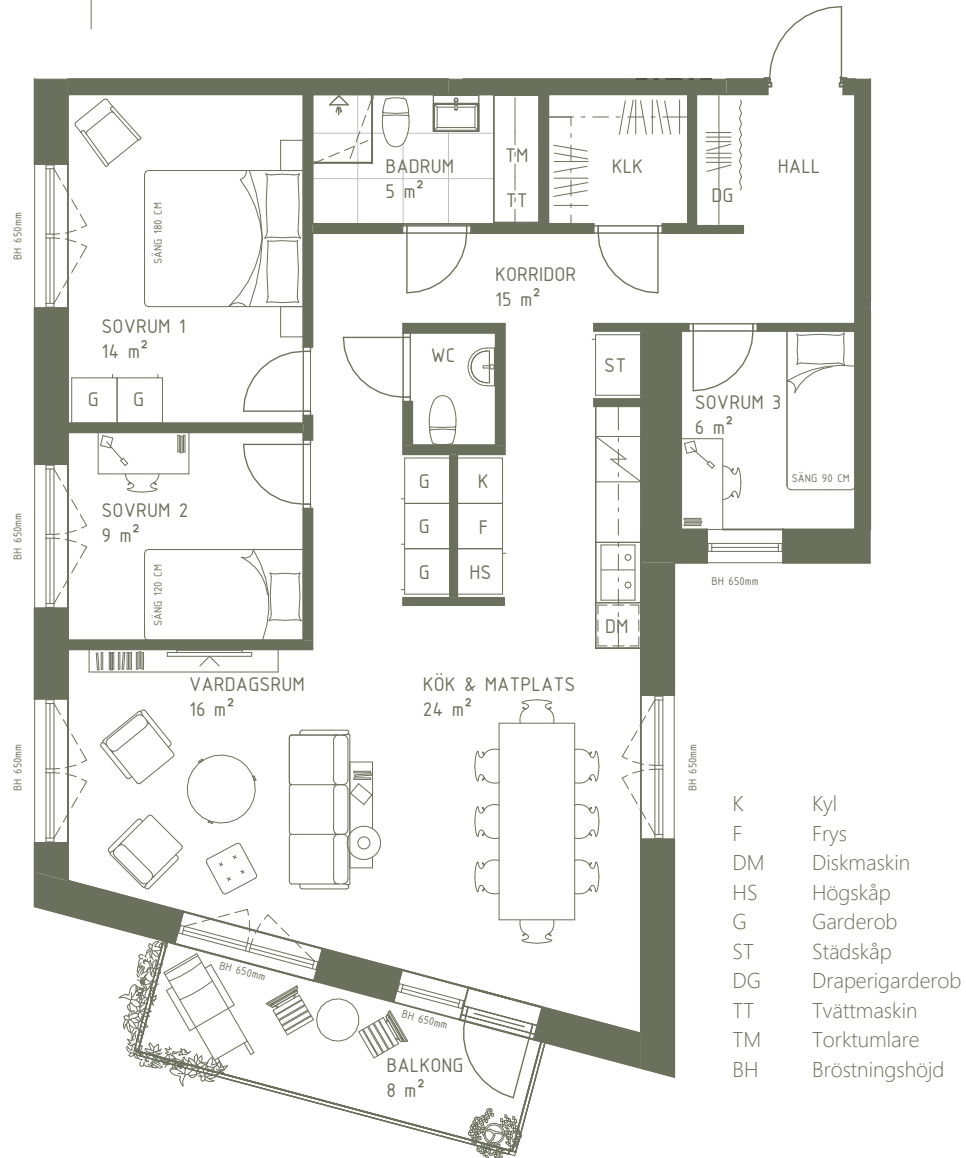 BADRUM
5 m²
TM
TT
KLK
DG
HALL
BH 650mm
SÄNG 180 CM
KORRIDOR
15 m²
SOVRUM 1
14 m²
G
G
WC
ST
SOVRUM 3
6 m²
SÄNG 90 CM
BH 650mm
SOVRUM 2
9 m²
BH 650mm
SÄNG 120 CM
G
K
G
F
G
HS
DM
BH 650mm
VARDAGSRUM
16 m²
KÖK & MATPLATS
24 m²
BH 650mm
BH 650mm
BH 650mm
BALKONG
8 m²
K Kyl
F Frys
DM Diskmaskin
HS Högskåp
G Garderob
ST Städskåp
DG Draperigarderob
TT Tvättmaskin
TM Torktumlare
BH Bröstningshöjd